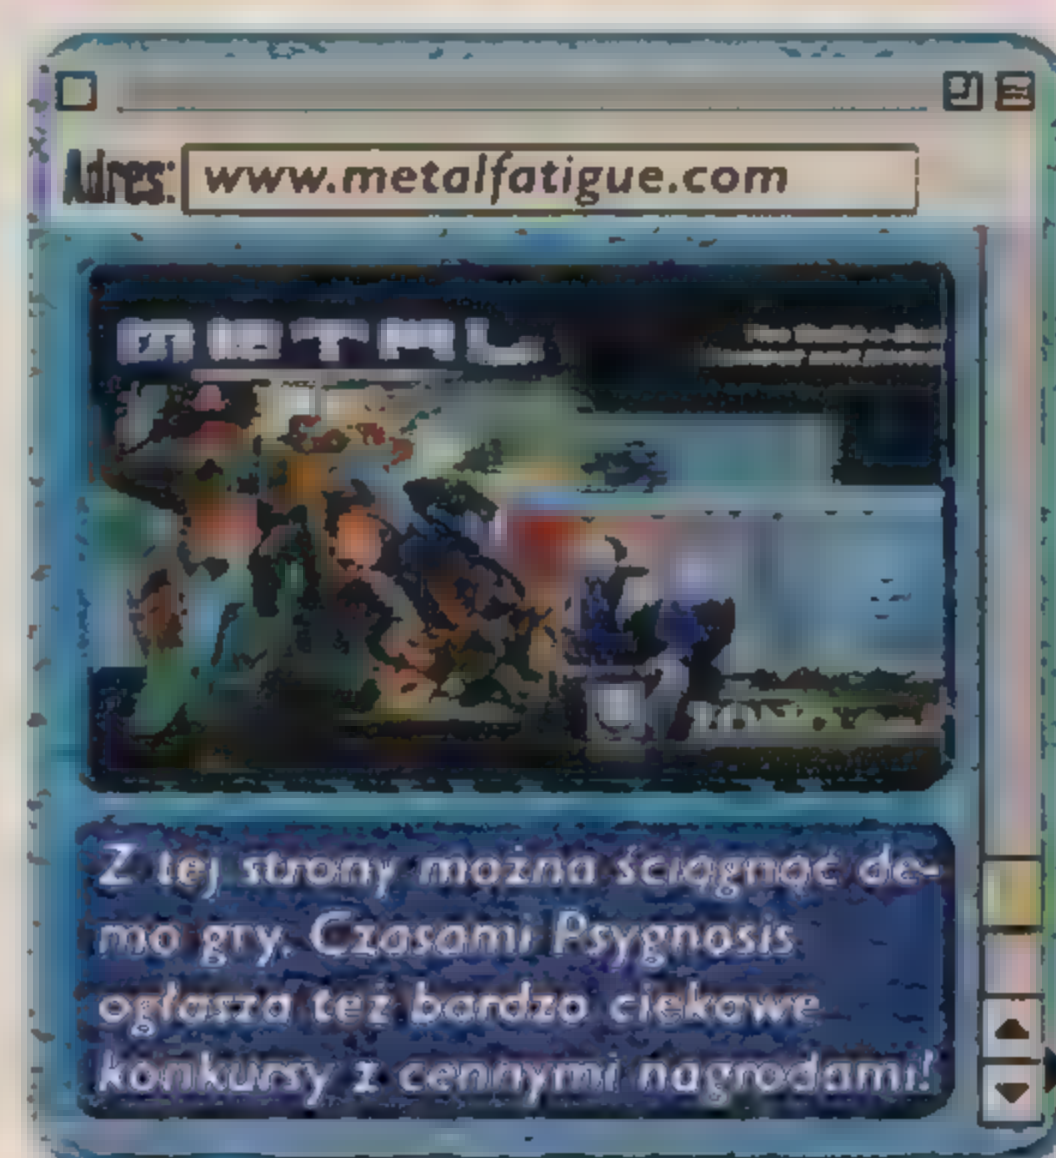 Adres: www.metalfatigue.com
METAL
Z tej strony można ściągnąć de-
mo gry. Czasami Psygnosis
ogłasza też bardzo ciekawe
konkursy z cennymi nagrodami!